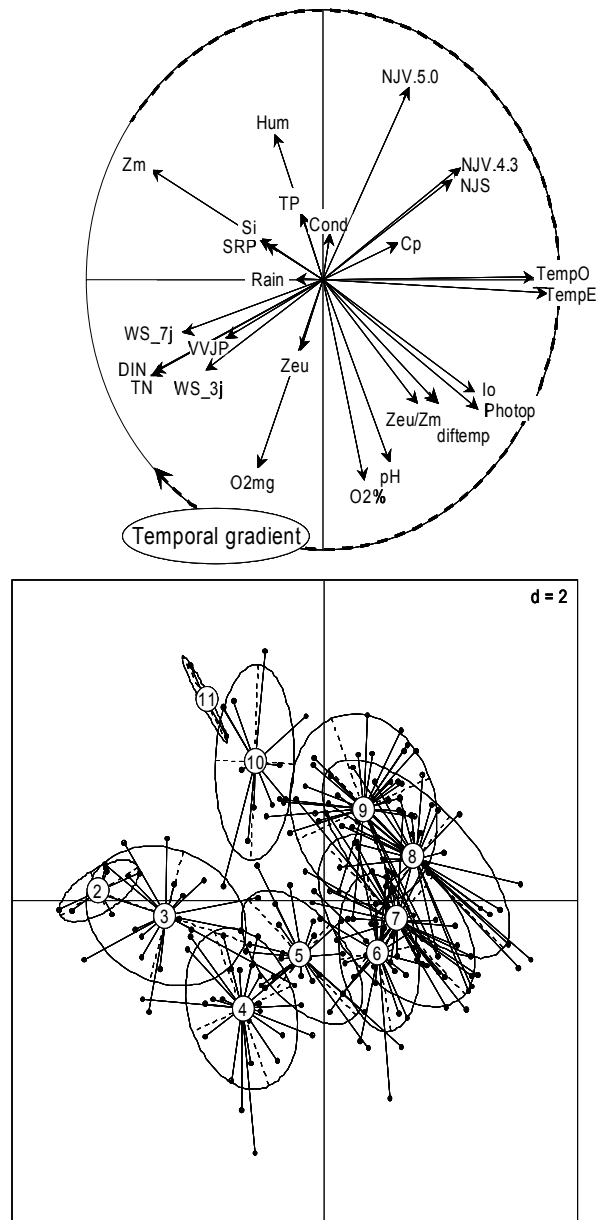 NJV.5.0
Hum
Zm
NJV.4.3
NJS
TP
Si
Cond
SRP
Cp
Rain
TempO
TempE
WS_7j
VVJP
DIN
Zeu
TN
WS_3j
Io
Photop
Zeu/Zm
diftemp
O2mg
pH
O2%
Temporal gradient
d = 2
11
10
9
8
2
3
7
5
6
4